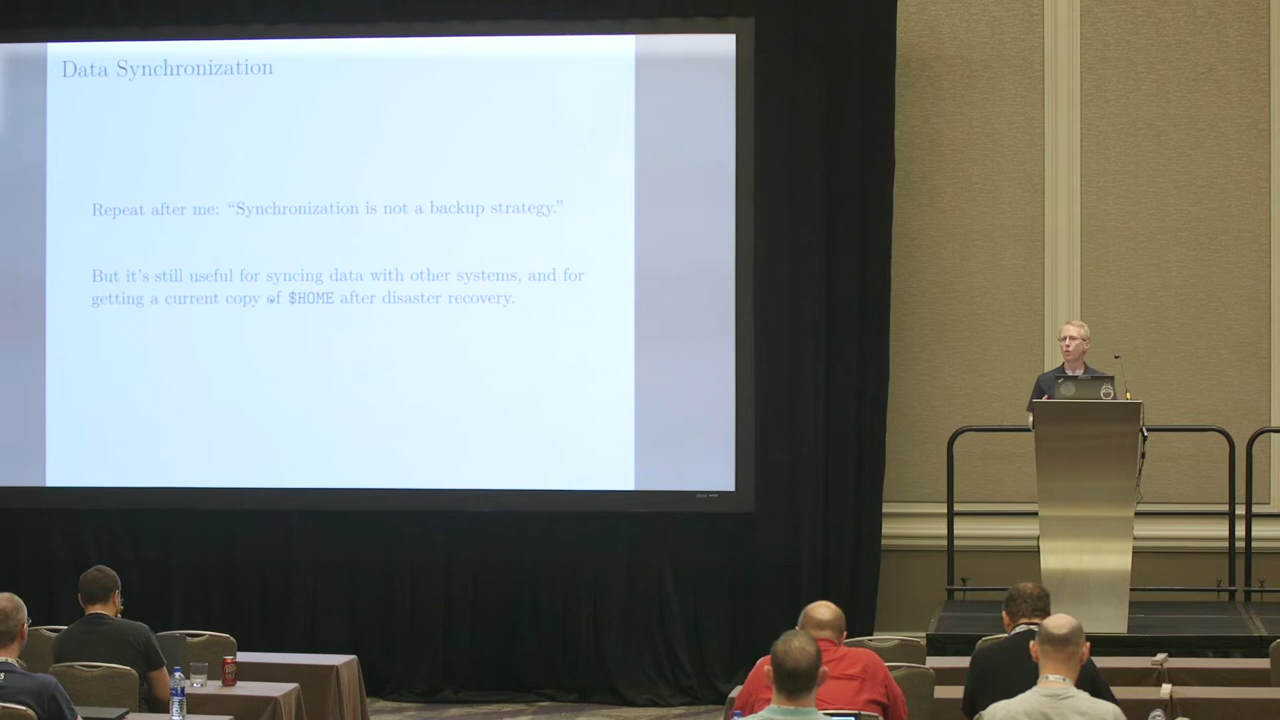 Data Synchronization
Repeat after me: “Synchronization is not a backup strategy.”
But it’s still useful for syncing data with other systems, and for
getting a current copy of $HOME after disaster recovery.